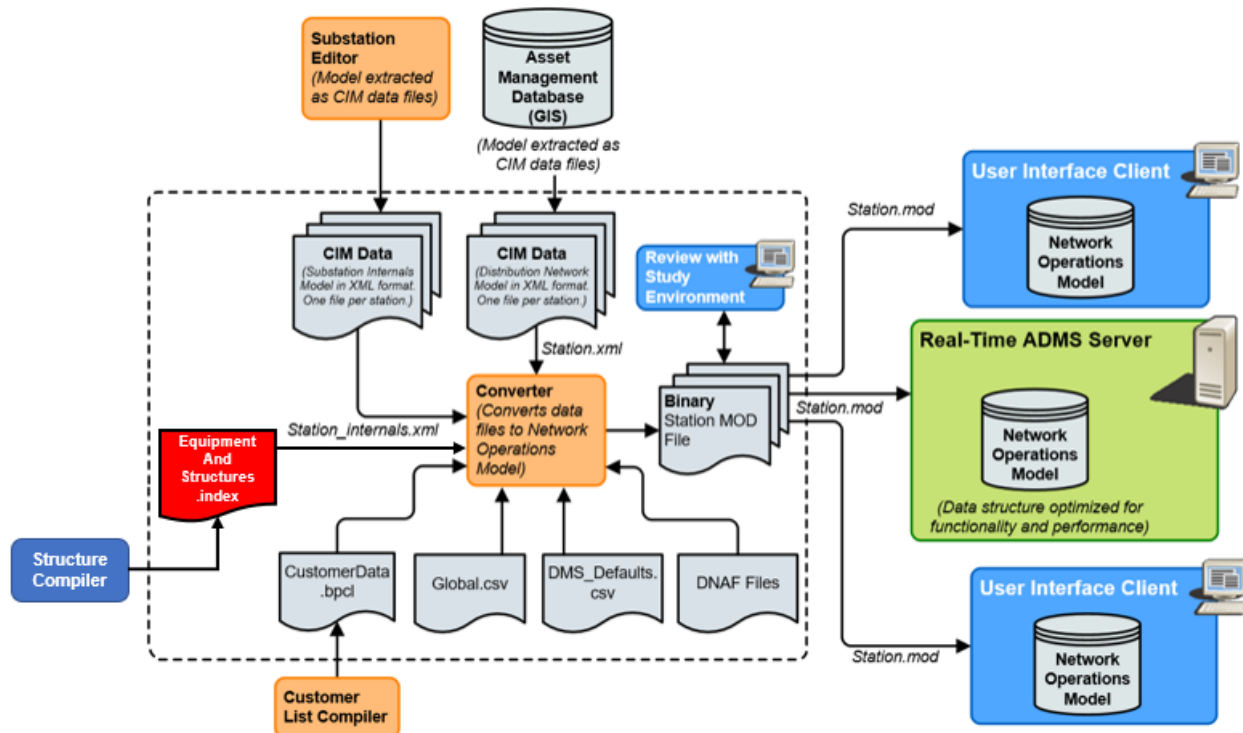 Substation
Editor
(Model extracted
as CIM data files)
Asset
Management
Database
(GIS)
(Model extracted as
CIM data files)
CIM Data
(Substation Internals
Model in XML format.
One file per station.)
CIM Data
(Distribution Network
Model in XML format.
One file per station.)
Review with
Study
Environment
User Interface Client
Network
Operations
Model
Station.mod
Station.xml
Real-Time ADMS Server
Network
Operations
Model
(Data structure optimized for
functionality and performance)
Converter
(Converts data
files to Network
Operations
Model)
Binary
Station MOD
File
Station.mod
Station_internals.xml
Equipment
And
Structures
.index
Structure
Compiler
CustomerData
.bpcl
Global.csv
DMS_Defaults.
csv
DNAF Files
User Interface Client
Network
Operations
Model
Station.mod
Customer
List Compiler